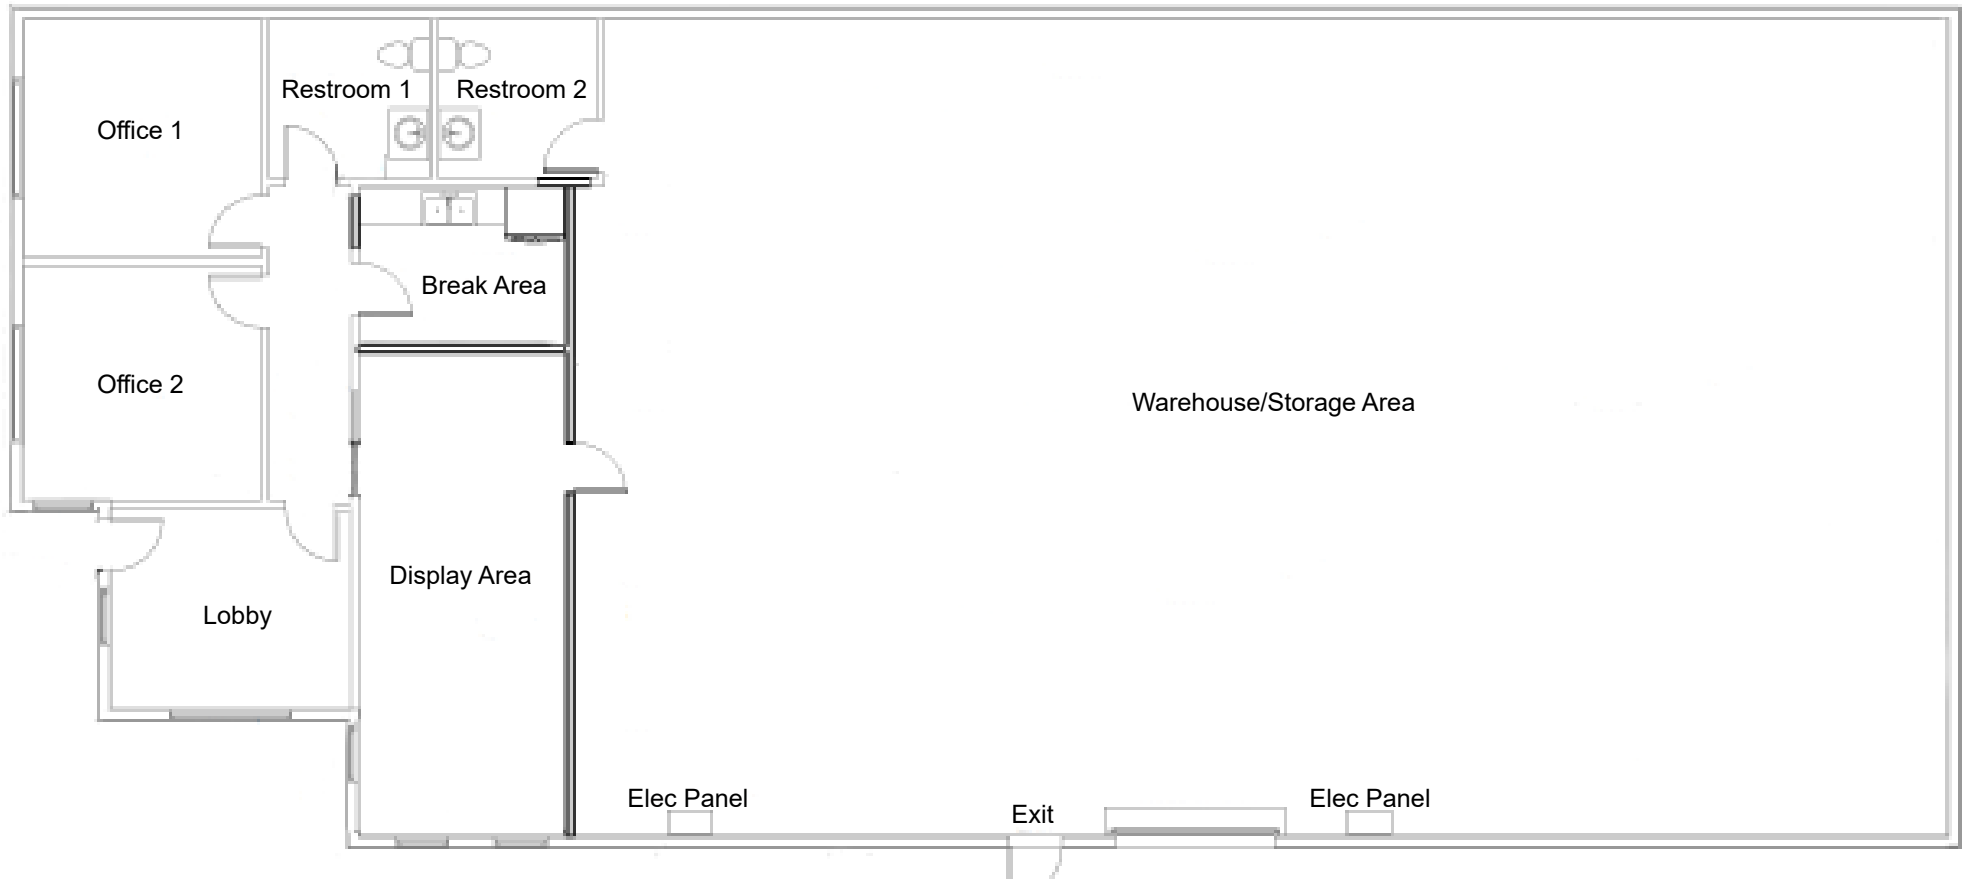 Restroom 1
Restroom 2
Office 1
Break Area
Office 2
Warehouse/Storage Area
Display Area
Lobby
Elec Panel
Exit
Elec Panel